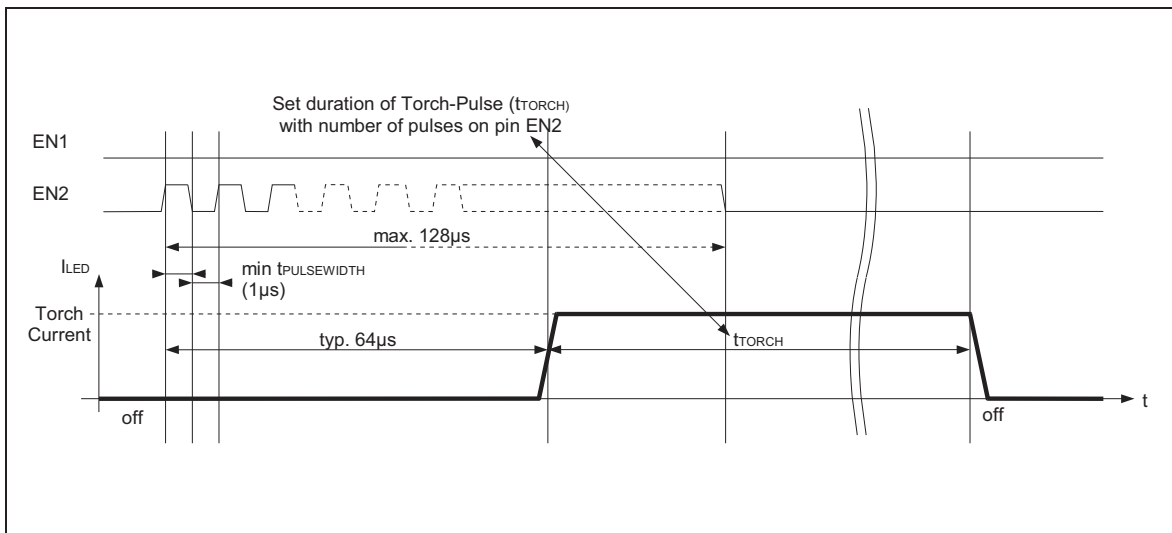 Set duration of Torch-Pulse (tTORCH)
with number of pulses on pin EN2
EN1
EN2
max. 128µs
ILED
min tPULSEWIDTH
(1µs)
Torch
Current
typ. 64µs
tTORCH
off
off
t